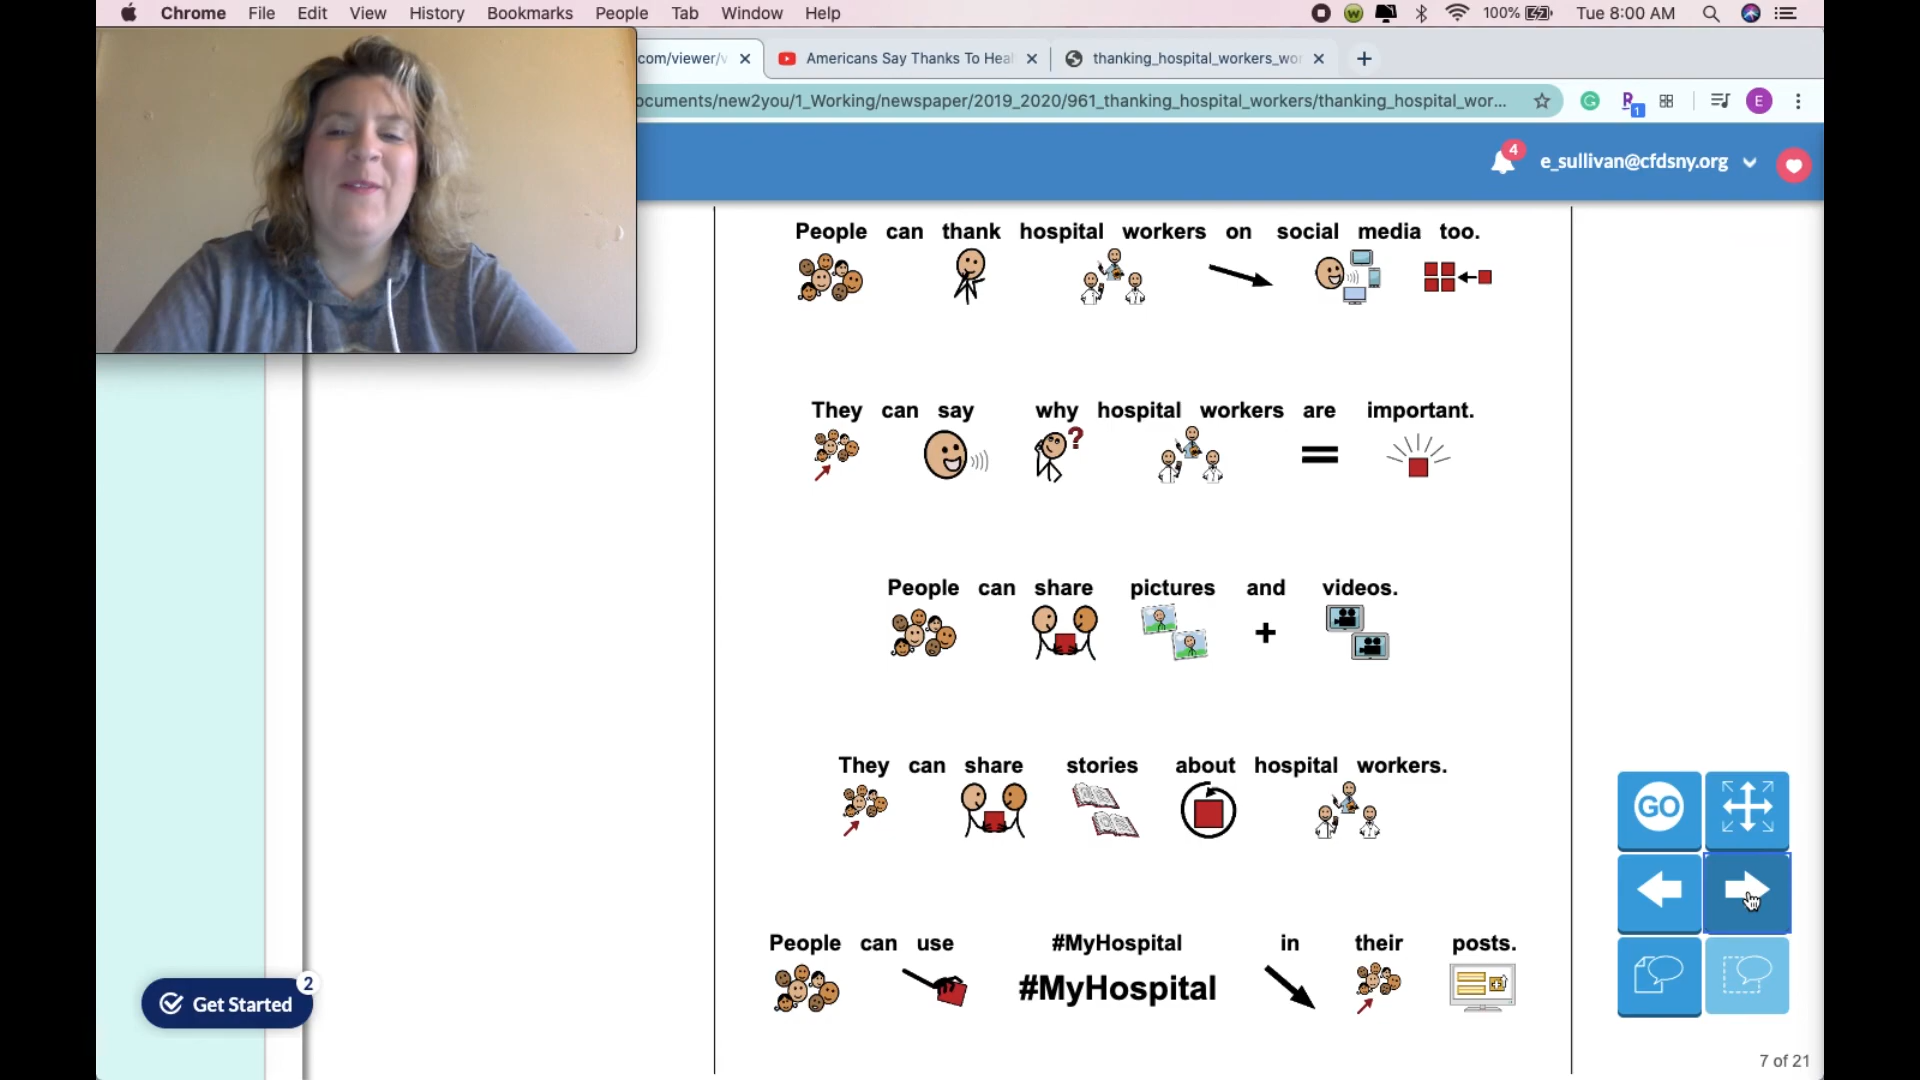 Chrome File Edit View History Bookmarks People Tab Window Help 100% Tue 8:00 AM
com/viewer/v Americans Say Thanks To Heal thanking_hospital_workers_wor
ocuments/new2you/1_Working/newspaper/2019_2020/961_thanking_hospital_workers/thanking_hospital_wor... 1 E
4 e_sullivan@cfdsny.org
People can thank hospital workers on social media too.
They can say why hospital workers are important.
?
People can share pictures and videos.
They can share stories about hospital workers.
GO
People can use #MyHospital in their posts.
#MyHospital
Get Started 2
7 of 21